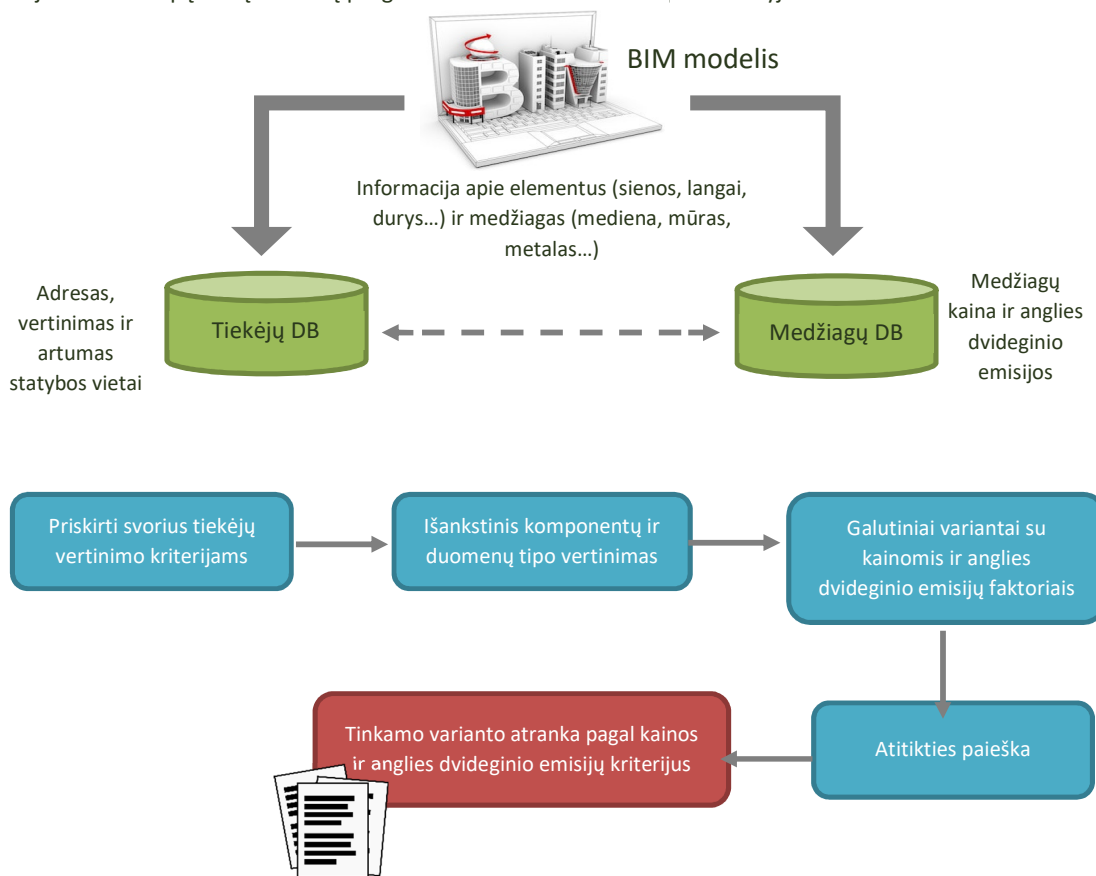 BIM
BIM modelis
Informacija apie elementus (sienos, langai,
durys...) ir medžiagas (mediena, mūras,
metalas...)
Adresas,
vertinimas ir
artumas
statybos vietai
Tiekėjų DB
Medžiagų DB
Medžiagų
kaina ir anglies
dvideginio
emisijos
Priskirti svorius tiekėjų
vertinimo kriterijams
Išankstinis komponentų ir
duomenų tipo vertinimas
Galutiniai variantai su
kainomis ir anglies
dvideginio emisijų faktoriais
Tinkamo varianto atranka pagal kainos
ir anglies dvideginio emisijų kriterijus
Atitikties paieška